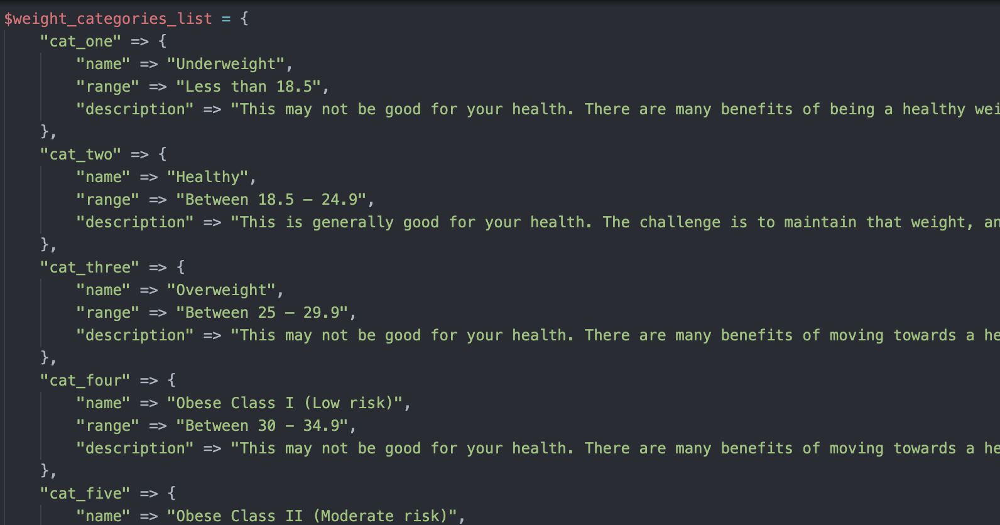 $weight_categories_list = {
"cat_one" => {
"name" => "Underweight",
"range" => "Less than 18.5",
"description" => "This may not be good for your health. There are many benefits of being a healthy wei
},
"cat_two" => {
"name" => "Healthy",
"range" => "Between 18.5 – 24.9",
"description" => "This is generally good for your health. The challenge is to maintain that weight, an
},
"cat_three" => {
"name" => "Overweight",
"range" => "Between 25 – 29.9",
"description" => "This may not be good for your health. There are many benefits of moving towards a he
},
"cat_four" => {
"name" => "Obese Class I (Low risk)",
"range" => "Between 30 - 34.9",
"description" => "This may not be good for your health. There are many benefits of moving towards a he
},
"cat_five" => {
"name" => "Obese Class II (Moderate risk)",